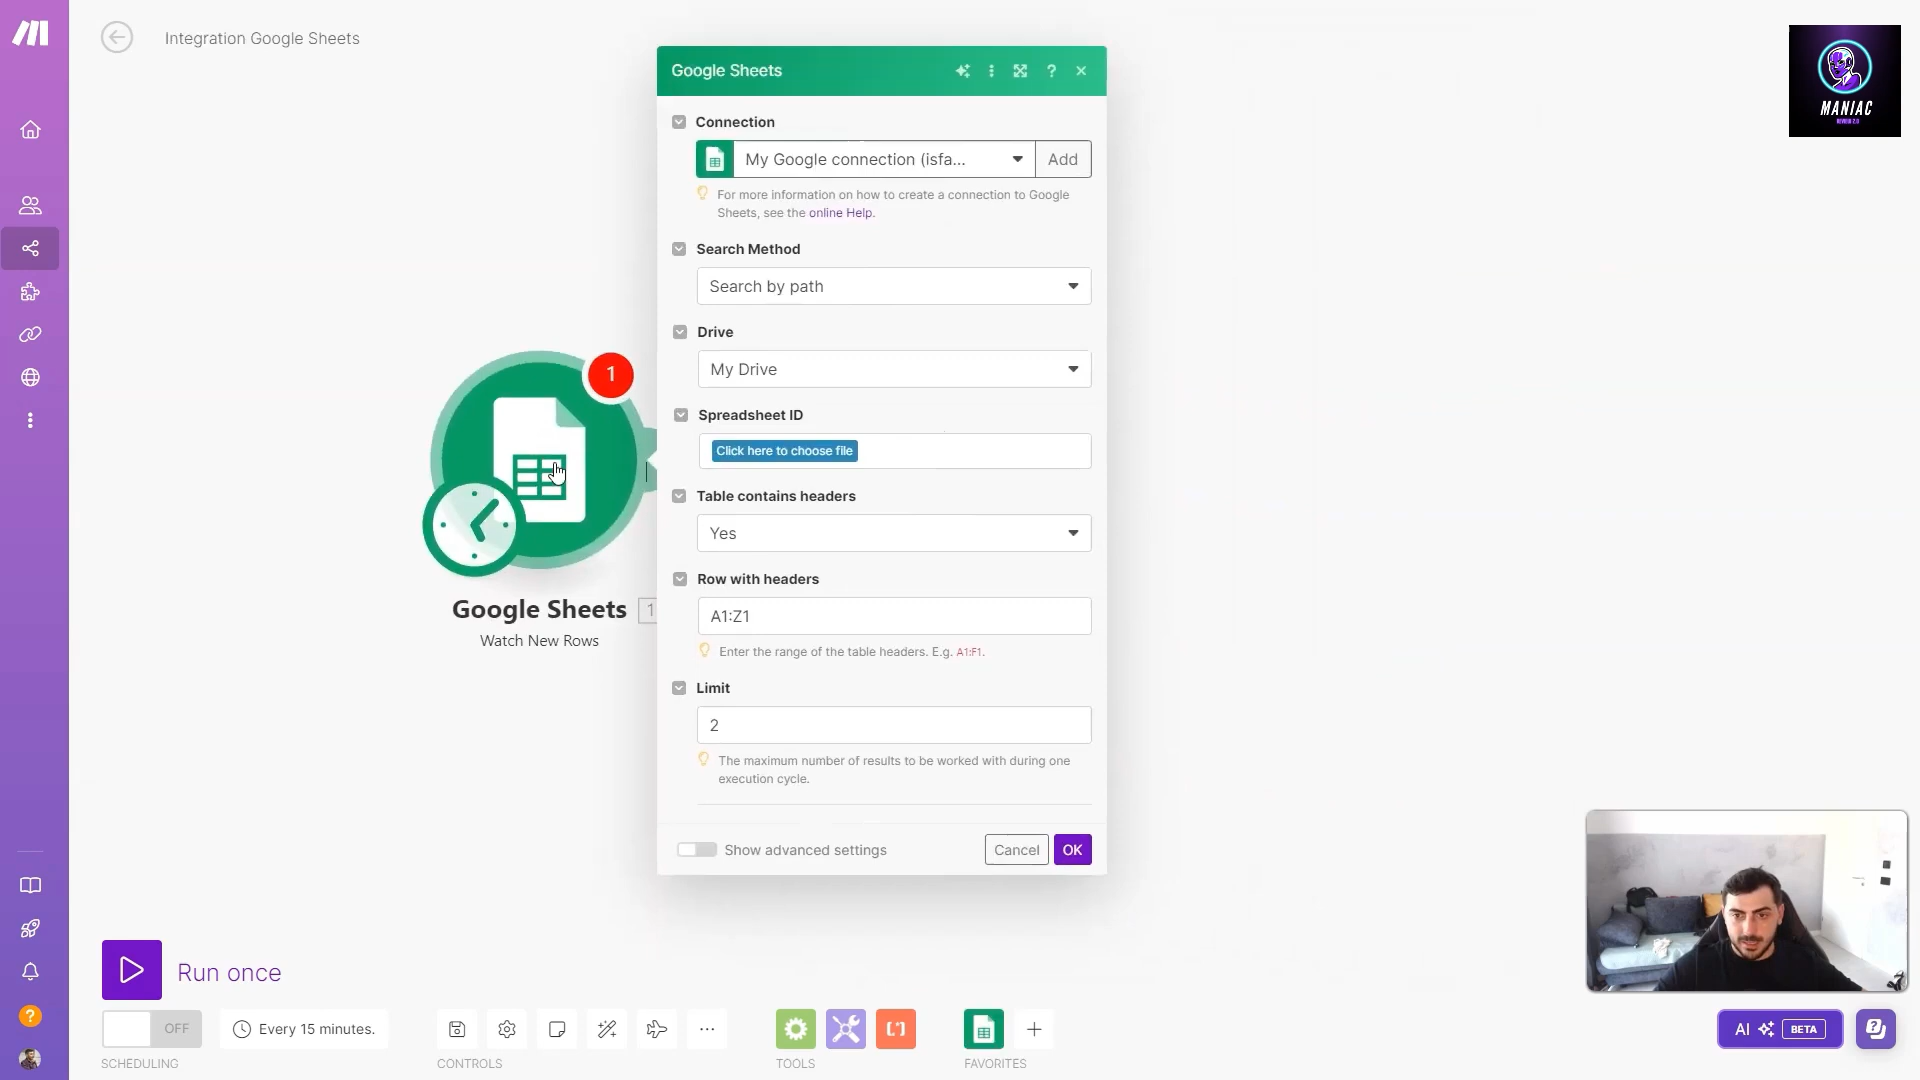 Integration Google Sheets
Google Sheets
?
MANIAC
REVIEW 2.0
Connection
My Google connection (isfa...
Add
For more information on how to create a connection to Google
Sheets, see the online Help.
Search Method
Search by path
Drive
My Drive
1
Spreadsheet ID
Click here to choose file
Table contains headers
Yes
Row with headers
A1:Z1
Google Sheets
1
Watch New Rows
Enter the range of the table headers. E.g. A1:F1.
Limit
2
The maximum number of results to be worked with during one
execution cycle.
Show advanced settings
Cancel
OK
Run once
OFF
Every 15 minutes.
AI
BETA
SCHEDULING
CONTROLS
TOOLS
FAVORITES
?